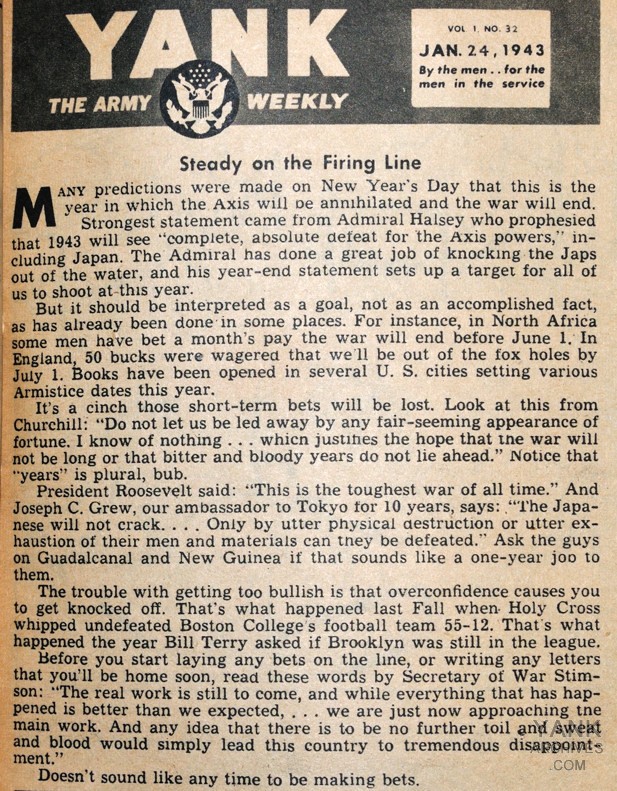 YANK
THE ARMY WEEKLY
VOL 1, NO. 32
JAN. 24, 1943
By the men . . for the
men in the service
Steady on the Firing Line
MANY predictions were made on New Year's Day that this is the
year in which the Axis will be annihilated and the war will end.
Strongest statement came from Admiral Halsey who prophesied
that 1943 will see "complete, absolute defeat for the Axis powers," in-
cluding Japan. The Admiral has done a great job of knocking the Japs
out of the water, and his year-end statement sets up a target for all of
us to shoot at this year.
But it should be interpreted as a goal, not as an accomplished fact,
as has already been done in some places. For instance, in North Africa
some men have bet a month's pay the war will end before June 1. In
England, 50 bucks were wagered that we'll be out of the fox holes by
July 1. Books have been opened in several U. S. cities setting various
Armistice dates this year.
It's a cinch those short-term bets will be lost. Look at this from
Churchill: "Do not let us be led away by any fair-seeming appearance of
fortune. I know of nothing . . . which justifies the hope that the war will
not be long or that bitter and bloody years do not lie ahead." Notice that
"years" is plural, bub.
President Roosevelt said: "This is the toughest war of all time." And
Joseph C. Grew, our ambassador to Tokyo for 10 years, says: "The Japa-
nese will not crack. . . . Only by utter physical destruction or utter ex-
haustion of their men and materials can they be defeated." Ask the guys
on Guadalcanal and New Guinea if that sounds like a one-year job to
them.
The trouble with getting too bullish is that overconfidence causes you
to get knocked off. That's what happened last Fall when Holy Cross
whipped undefeated Boston College's football team 55-12. That's what
happened the year Bill Terry asked if Brooklyn was still in the league.
Before you start laying any bets on the line, or writing any letters
that you'll be home soon, read these words by Secretary of War Stim-
son: "The real work is still to come, and while everything that has hap-
pened is better than we expected, . . . we are just now approaching the
main work. And any idea that there is to be no further toil and sweat
and blood would simply lead this country to tremendous disappoint-
ment."
Doesn't sound like any time to be making bets.
YANK
ARCHIVES
.COM